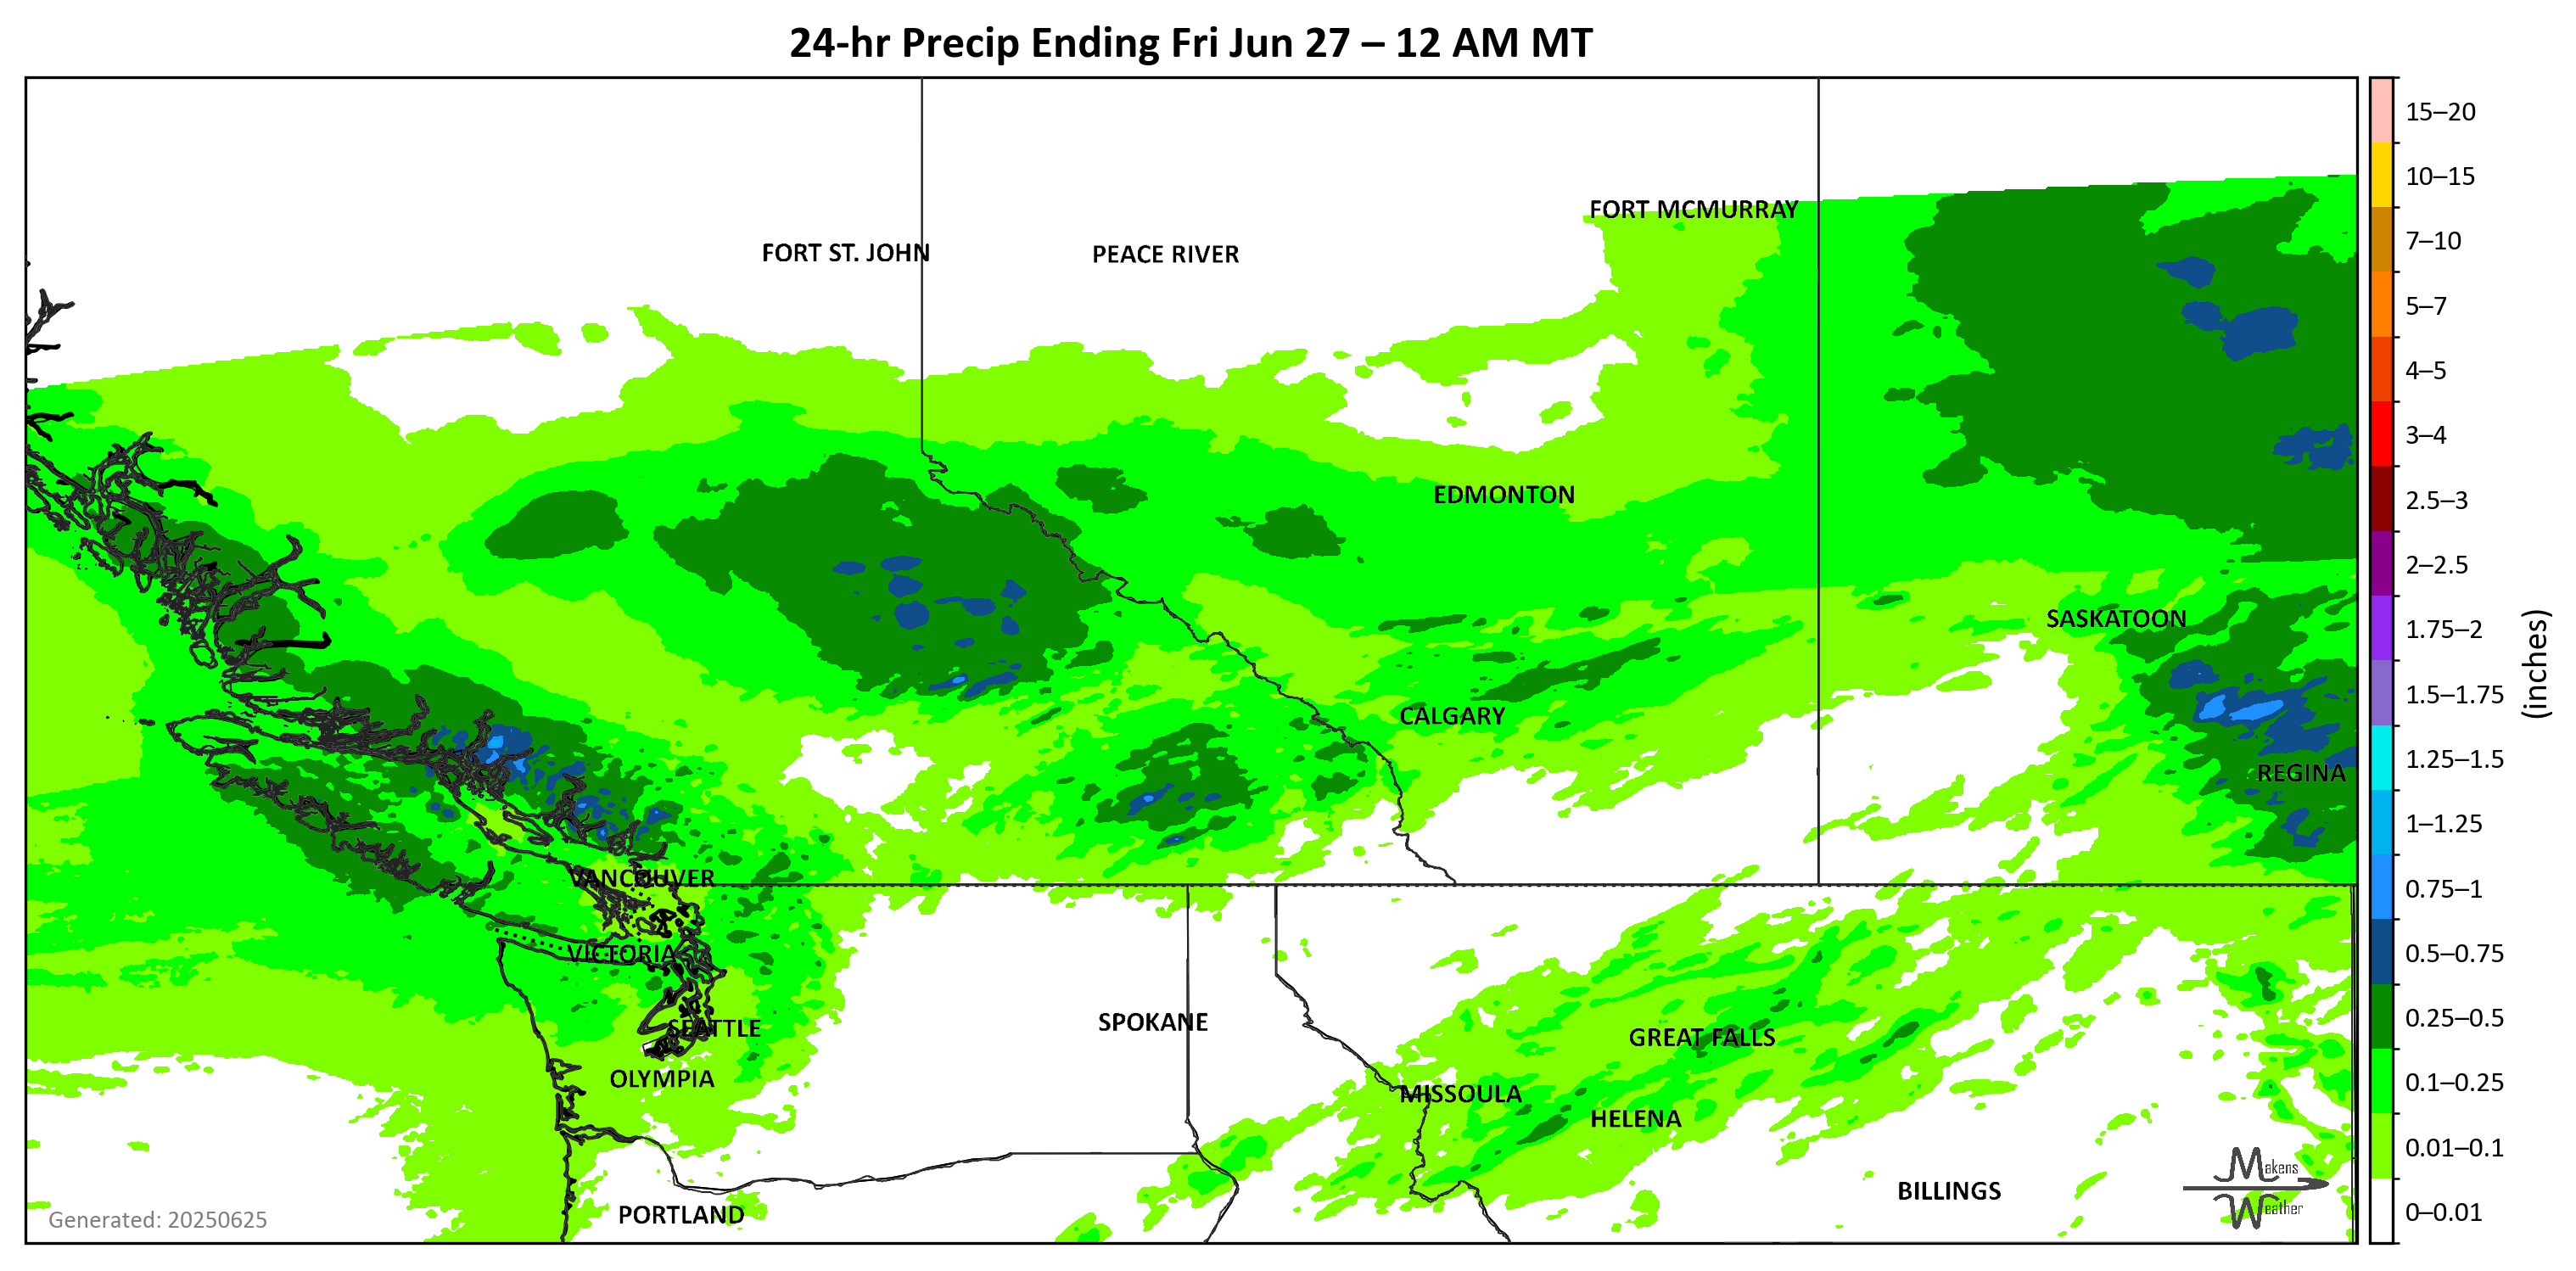 24-hr Precip Ending Fri Jun 27 – 12 AM MT
15–20
10–15
7–10
5–7
4–5
3–4
2.5–3
2–2.5
1.75–2
1.5–1.75
1.25–1.5
1–1.25
0.75–1
0.5–0.75
0.25–0.5
0.1–0.25
0.01–0.1
0–0.01
(inches)
FORT MCMURRAY
FORT ST. JOHN
PEACE RIVER
EDMONTON
SASKATOON
CALGARY
REGINA
VANCOUVER
VICTORIA
SPOKANE
SEATTLE
GREAT FALLS
OLYMPIA
MISSOULA
HELENA
BILLINGS
PORTLAND
Makens
Weather
Generated: 20250625